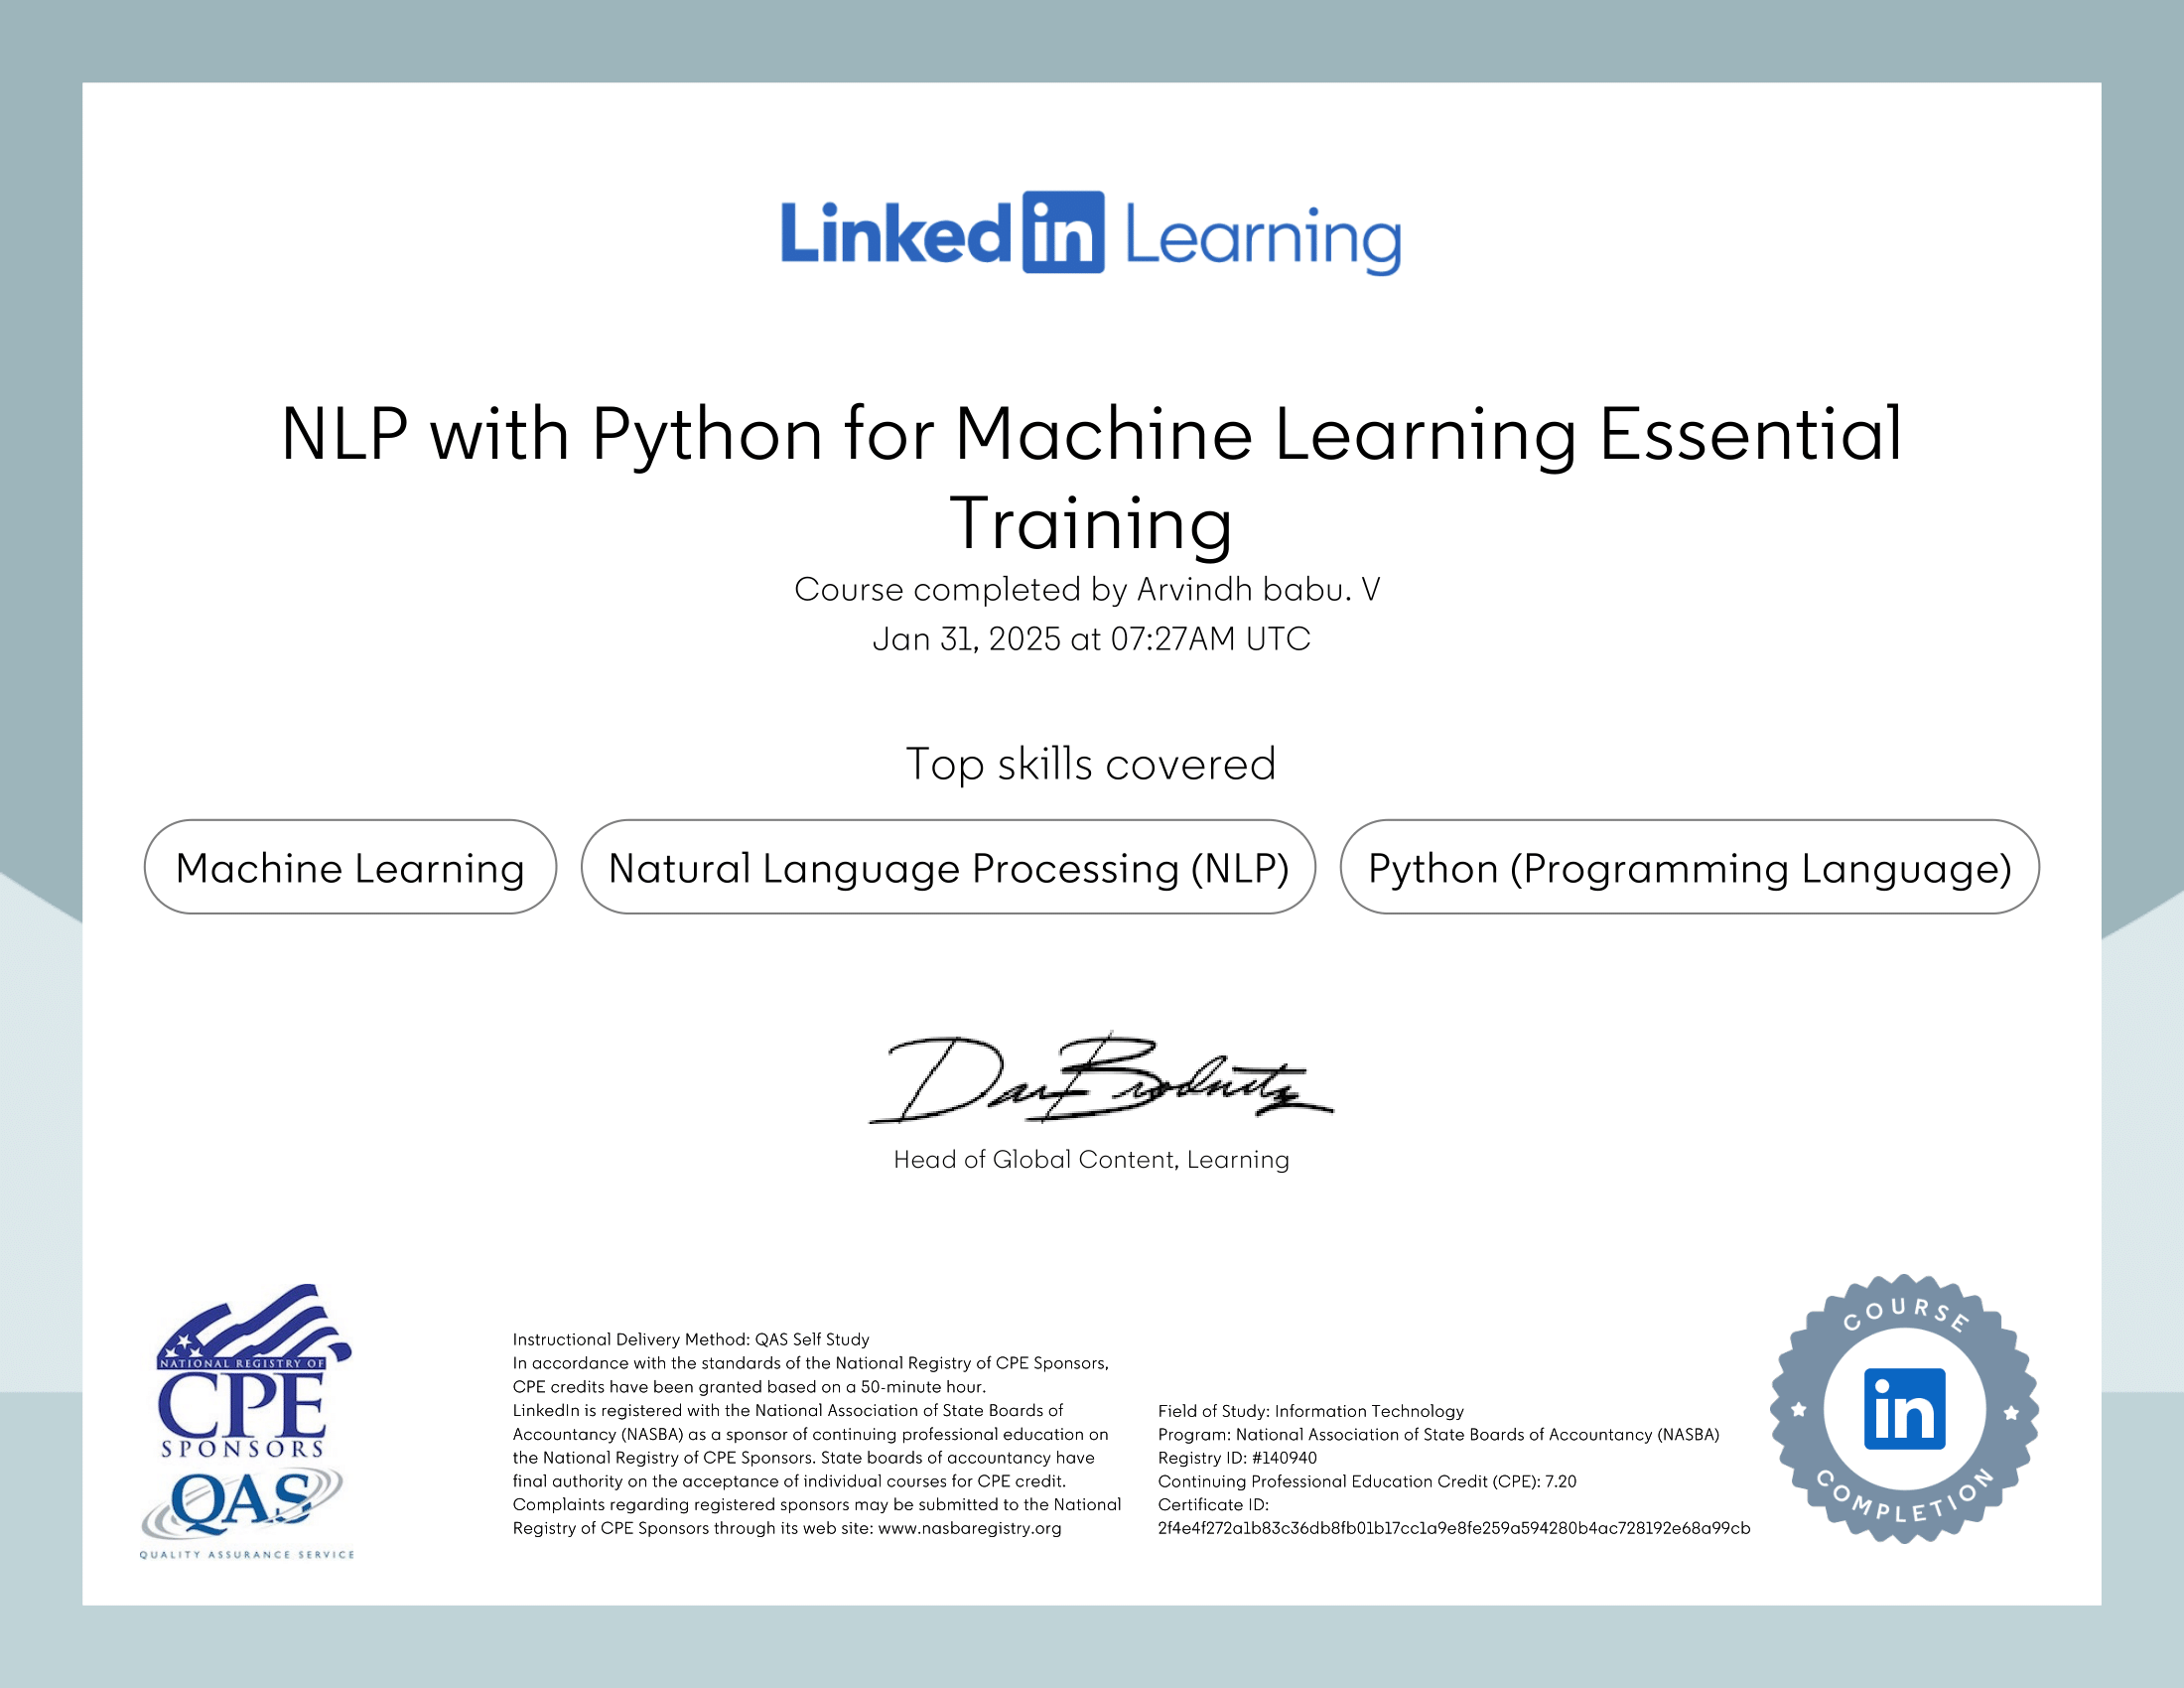 Linked in Learning
NLP with Python for Machine Learning Essential
Training
Course completed by Arvindh babu. V
Jan 31, 2025 at 07:27AM UTC
Top skills covered
Machine Learning
Natural Language Processing (NLP)
Python (Programming Language)
Dan Brodnitz
Head of Global Content, Learning
NATIONAL REGISTRY OF
CPE
SPONSORS
QAS
QUALITY ASSURANCE SERVICE
Instructional Delivery Method: QAS Self Study
In accordance with the standards of the National Registry of CPE Sponsors,
CPE credits have been granted based on a 50-minute hour.
LinkedIn is registered with the National Association of State Boards of
Accountancy (NASBA) as a sponsor of continuing professional education on
the National Registry of CPE Sponsors. State boards of accountancy have
final authority on the acceptance of individual courses for CPE credit.
Complaints regarding registered sponsors may be submitted to the National
Registry of CPE Sponsors through its web site: www.nasbaregistry.org
Field of Study: Information Technology
Program: National Association of State Boards of Accountancy (NASBA)
Registry ID: #140940
Continuing Professional Education Credit (CPE): 7.20
Certificate ID:
2f4e4f272a1b83c36db8fb01b17cc1a9e8fe259a594280b4ac728192e68a99cb
COURSE
in
COMPLETION